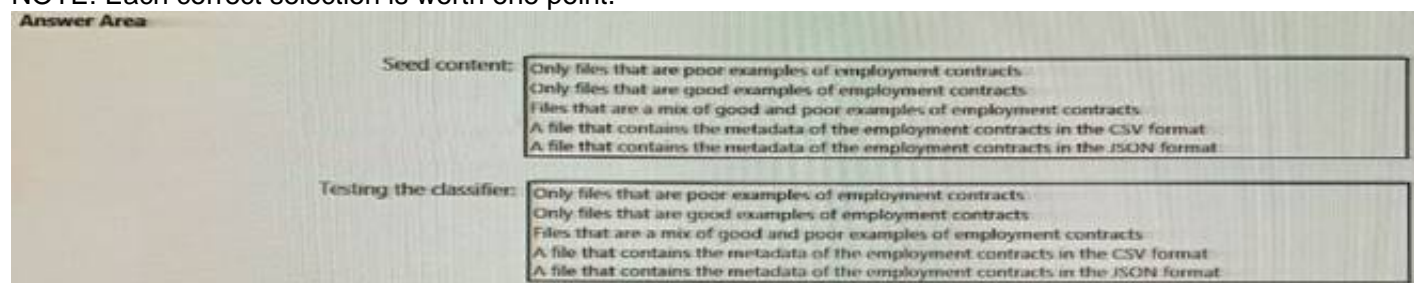 NOTE: Each correct selection is worth one point.
Answer Area
Seed content:
Only files that are poor examples of employment contracts
Only files that are good examples of employment contracts
Files that are a mix of good and poor examples of employment contracts
A file that contains the metadata of the employment contracts in the CSV format
A file that contains the metadata of the employment contracts in the JSON format
Testing the classifier:
Only files that are poor examples of employment contracts
Only files that are good examples of employment contracts
Files that are a mix of good and poor examples of employment contracts
A file that contains the metadata of the employment contracts in the CSV format
A file that contains the metadata of the employment contracts in the JSON format